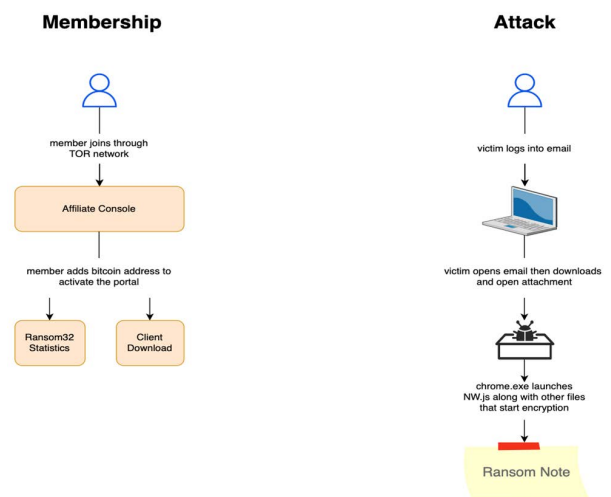 Membership
member joins through
TOR network
Affiliate Console
member adds bitcoin address to
activate the portal
Ransom32
Statistics
Client
Download
Attack
victim logs into email
victim opens email then downloads
and open attachment
chrome.exe launches
NW.js along with other files
that start encryption
Ransom Note